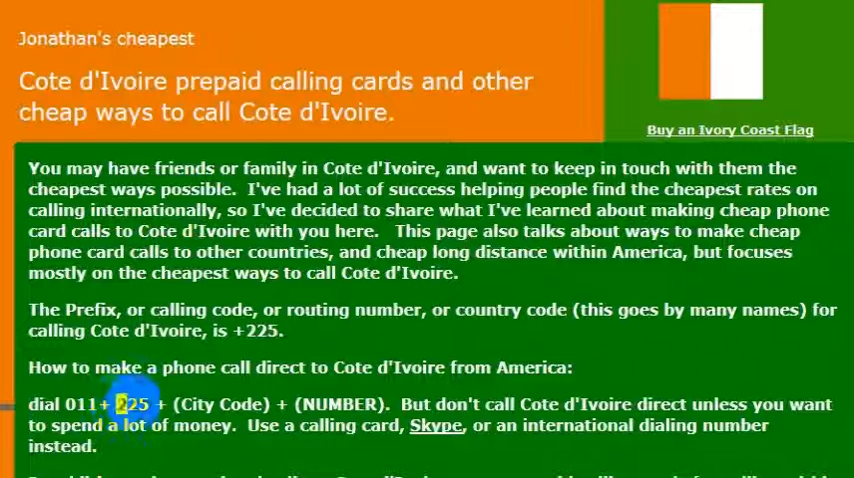 Jonathan's cheapest
Cote d'Ivoire prepaid calling cards and other
cheap ways to call Cote d'Ivoire.
Buy an Ivory Coast Flag
You may have friends or family in Cote d'Ivoire, and want to keep in touch with them the
cheapest ways possible. I've had a lot of success helping people find the cheapest rates on
calling internationally, so I've decided to share what I've learned about making cheap phone
card calls to Cote d'Ivoire with you here. This page also talks about ways to make cheap
phone card calls to other countries, and cheap long distance within America, but focuses
mostly on the cheapest ways to call Cote d'Ivoire.
The Prefix, or calling code, or routing number, or country code (this goes by many names) for
calling Cote d'Ivoire, is +225.
How to make a phone call direct to Cote d'Ivoire from America:
dial 011+ 225 + (City Code) + (NUMBER). But don't call Cote d'Ivoire direct unless you want
to spend a lot of money. Use a calling card, Skype, or an international dialing number
instead.